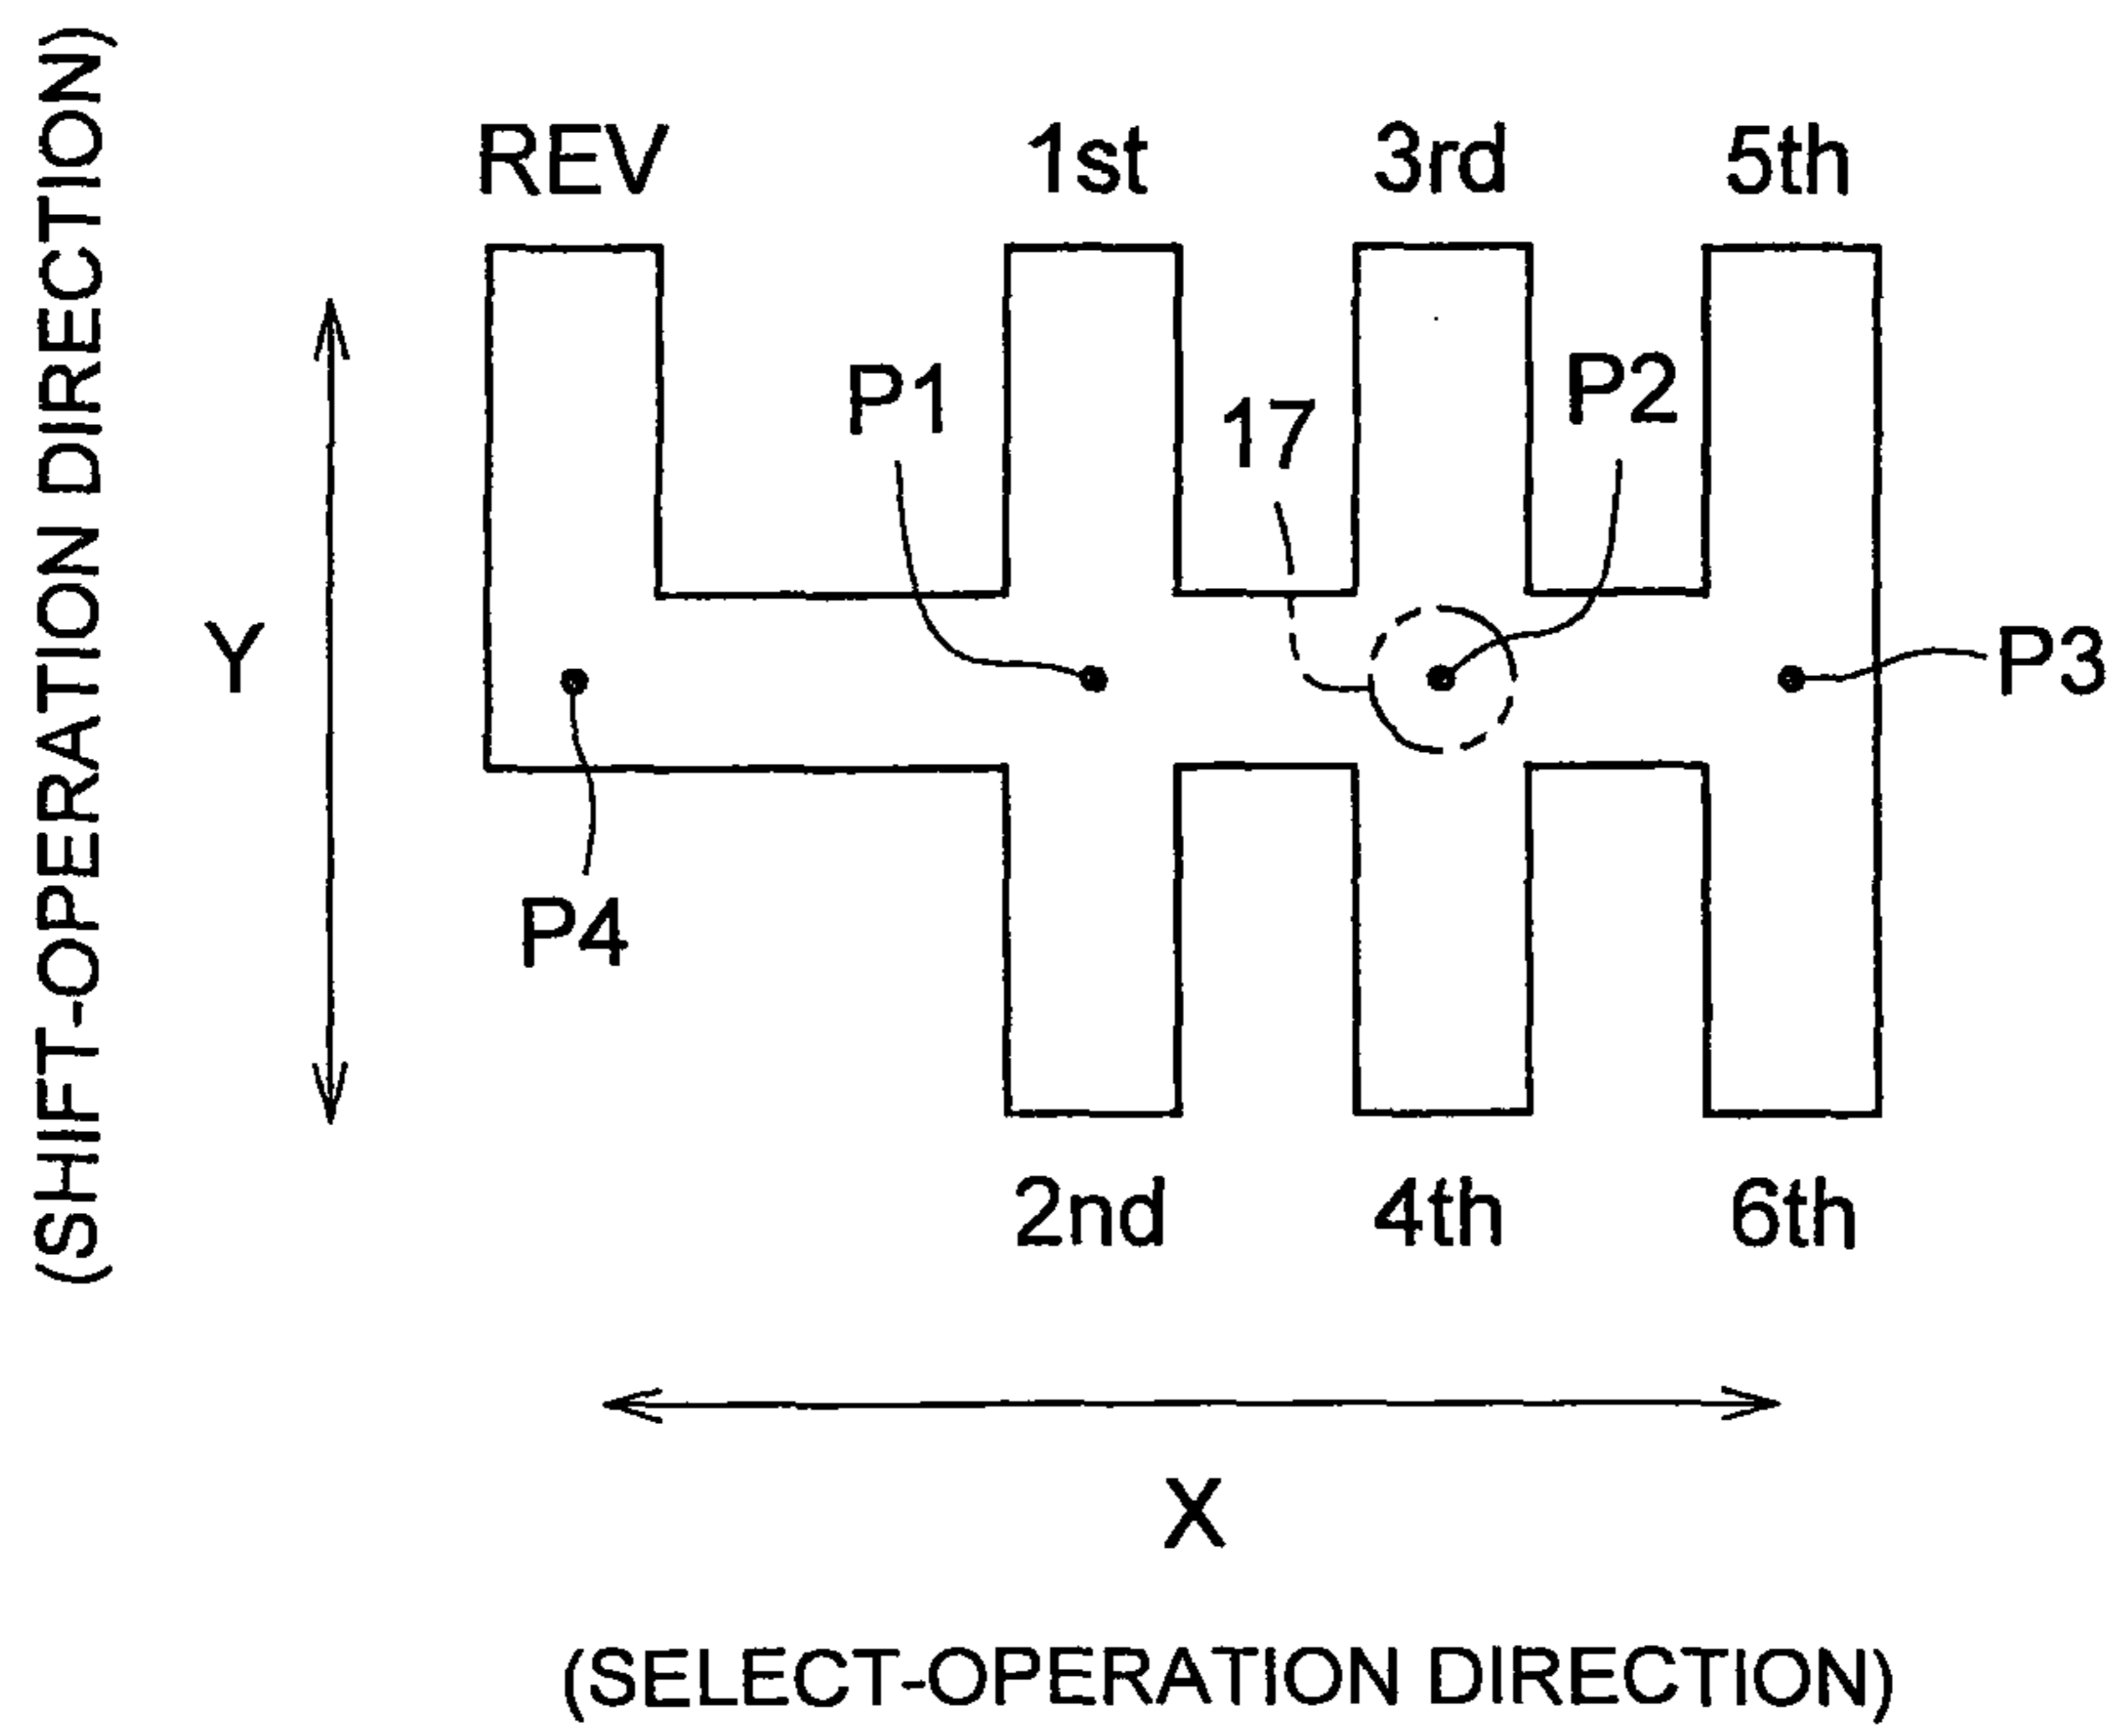 (SHIFT-OPERATION DIRECTION)
REV 1st 3rd 5th
P1 17 P2
Y
P3
P4
2nd 4th 6th
X
(SELECT-OPERATION DIRECTION)